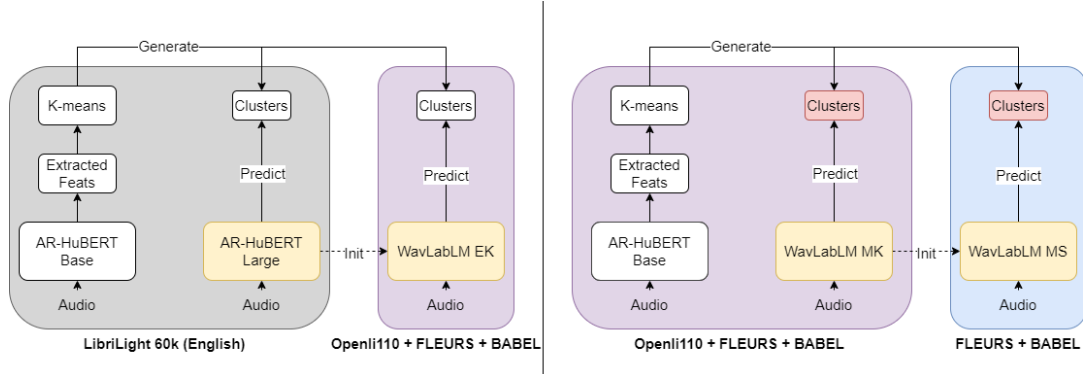 Generate
K-means
Clusters
Clusters
Extracted
Feats
Predict
Predict
AR-HuBERT
Base
AR-HuBERT
Large
Init
WavLabLM EK
Audio
Audio
Audio
LibriLight 60k (English)
Openli110 + FLEURS + BABEL
Generate
K-means
Clusters
Clusters
Extracted
Feats
Predict
Predict
AR-HuBERT
Base
WavLabLM MK
Init
WavLabLM MS
Audio
Audio
Audio
Openli110 + FLEURS + BABEL
FLEURS + BABEL